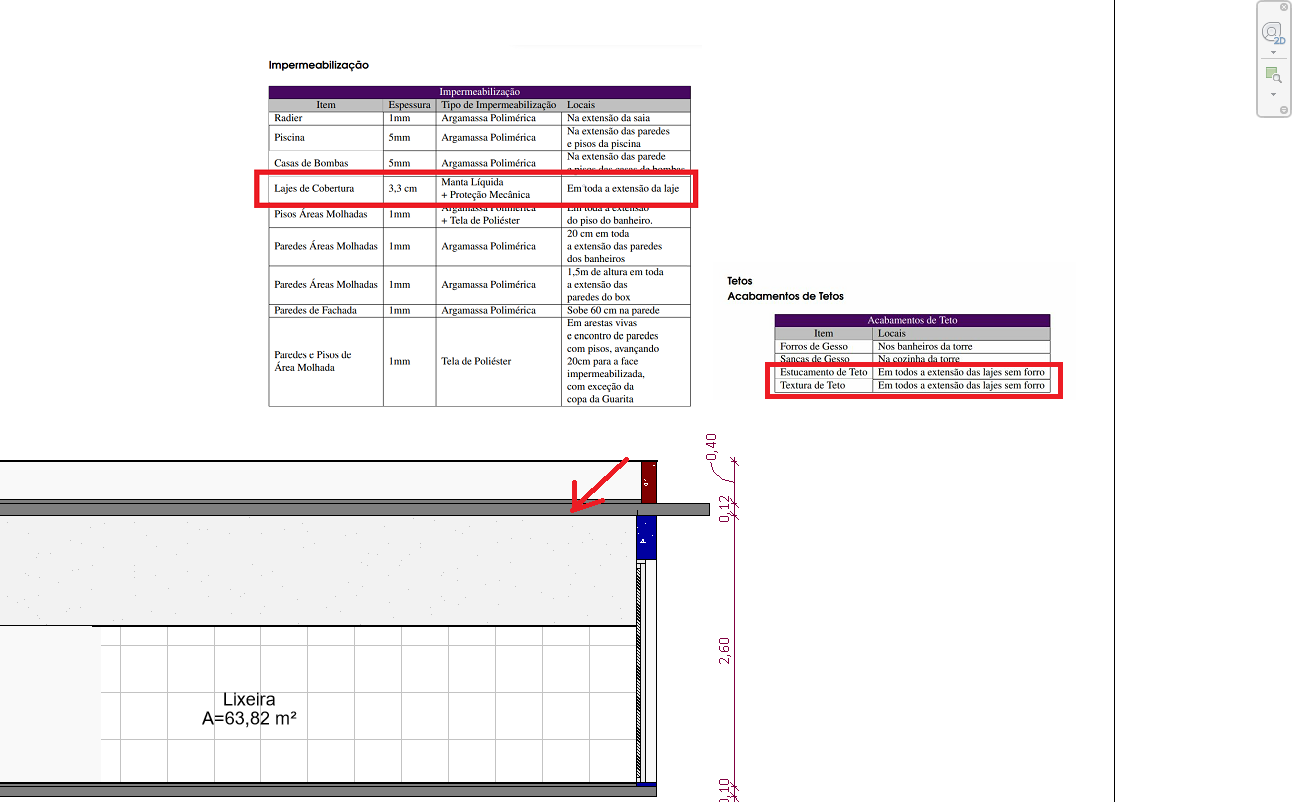 Impermeabilização
Impermeabilização
Item Espessura Tipo de Impermeabilização Locais
Radier 1mm Argamassa Polimérica Na extensão da saia
Piscina 5mm Argamassa Polimérica Na extensão das paredes
e pisos da piscina
Casas de Bombas 5mm Argamassa Polimérica Na extensão das parede
e pisos das casas de bombas
Lajes de Cobertura 3,3 cm Manta Líquida
+ Proteção Mecânica Em toda a extensão da laje
Pisos Áreas Molhadas 1mm Argamassa Polimérica
+ Tela de Poliéster Em toda a extensão
do piso do banheiro.
Paredes Áreas Molhadas 1mm Argamassa Polimérica 20 cm em toda
a extensão das paredes
dos banheiros
Paredes Áreas Molhadas 1mm Argamassa Polimérica 1,5m de altura em toda
a extensão das
paredes do box
Paredes de Fachada 1mm Argamassa Polimérica Sobe 60 cm na parede
Paredes e Pisos de
Área Molhada 1mm Tela de Poliéster Em arestas vivas
e encontro de paredes
com pisos, avançando
20cm para a face
impermeabilizada,
com exceção da
copa da Guarita
Tetos
Acabamentos de Tetos
Acabamentos de Teto
Item Locais
Forros de Gesso Nos banheiros da torre
Sancas de Gesso Na cozinha da torre
Estucamento de Teto Em todos a extensão das lajes sem forro
Textura de Teto Em todos a extensão das lajes sem forro
0,40
0,12
2,60
0,10
Lixeira
A=63,82 m²
2D